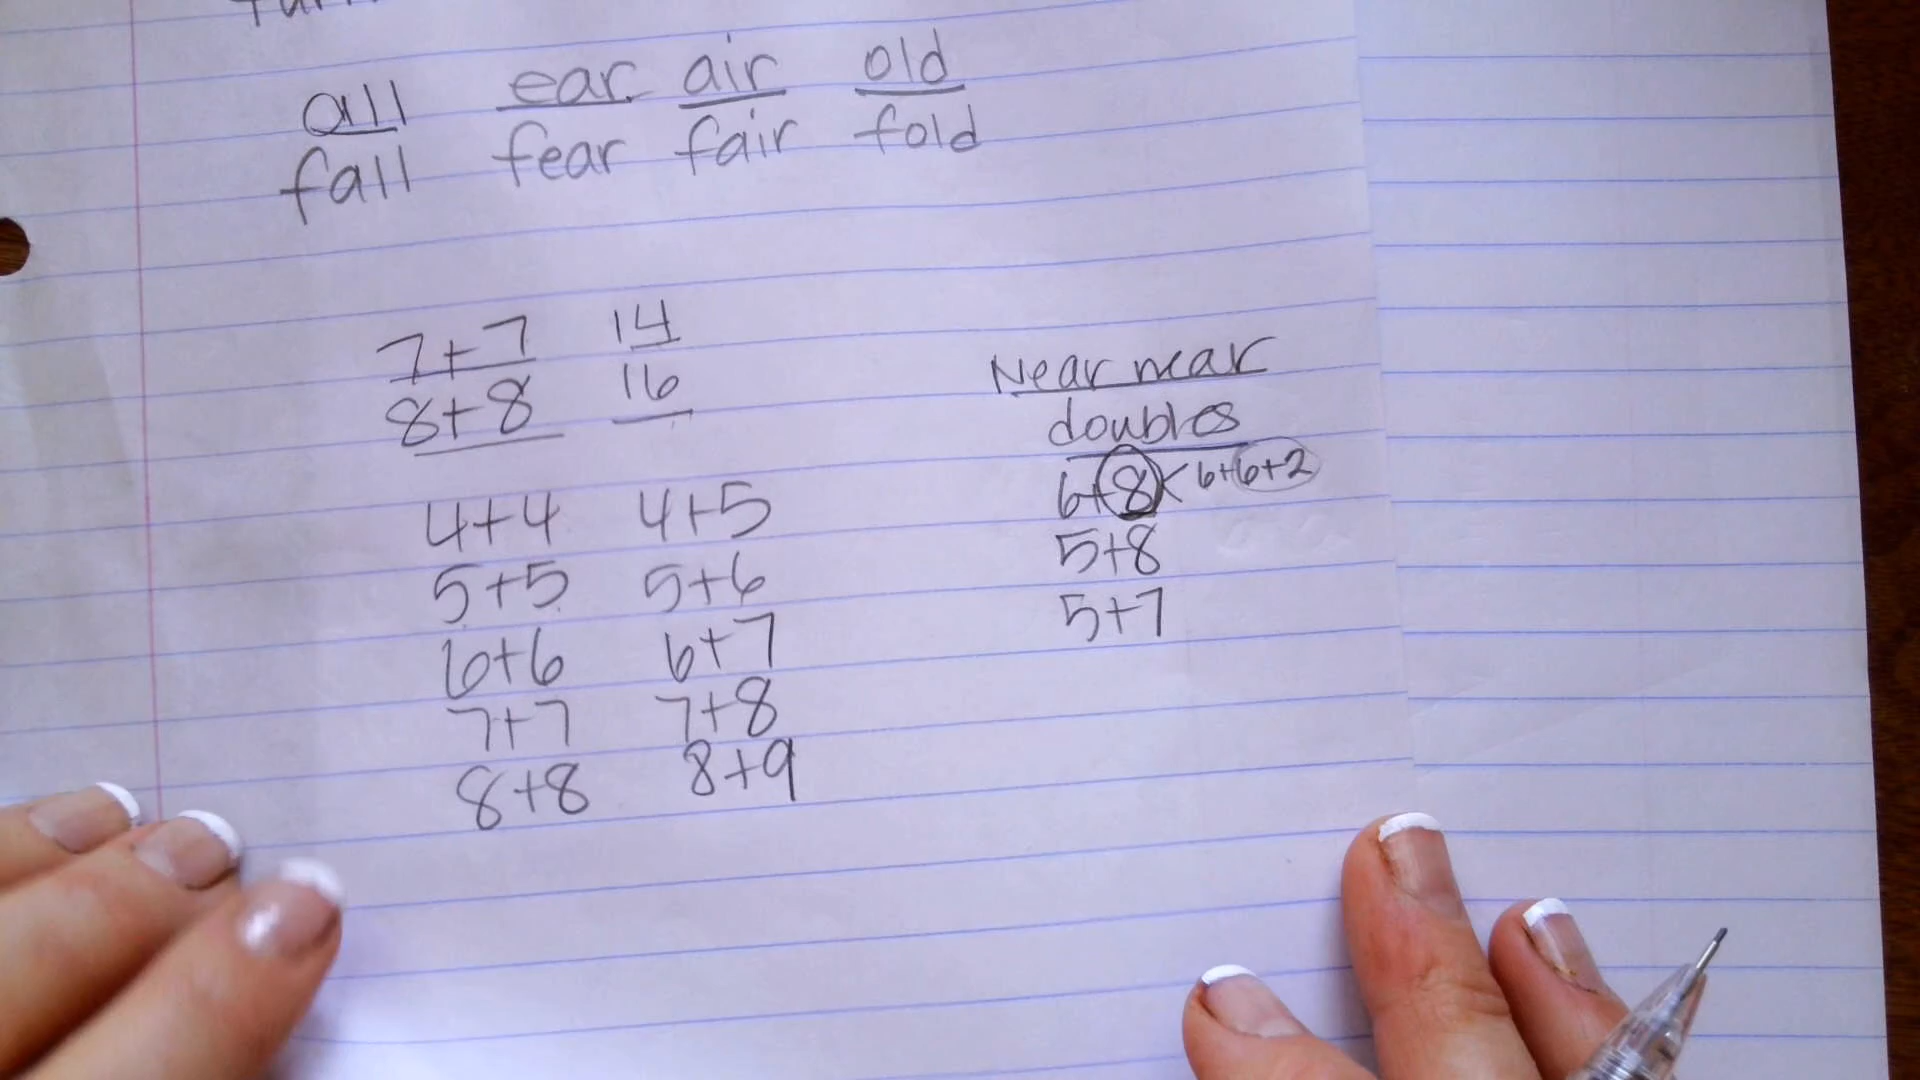 all ear air old
fall fear fair fold
7+7 14
8+8 16
4+4 4+5
5+5 5+6
6+6 6+7
7+7 7+8
8+8 8+9
Near near
doubles
6+8<6+6+2
5+8
5+7